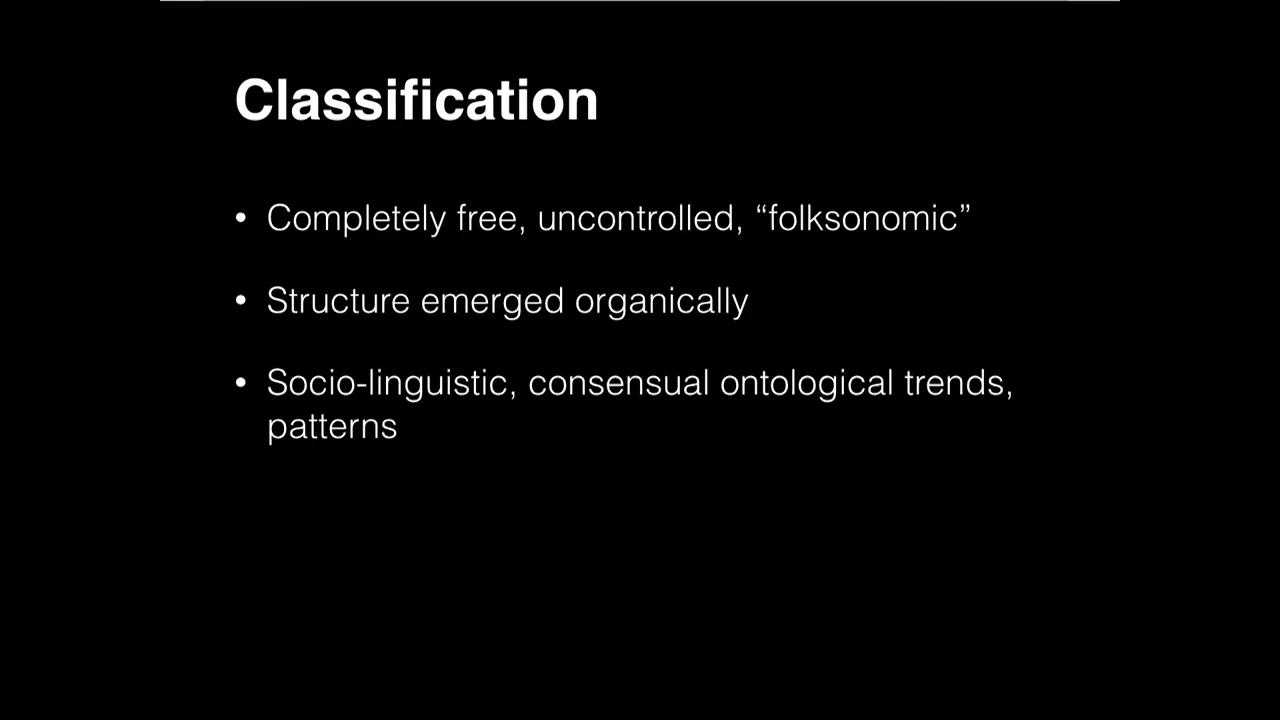 Classification
• Completely free, uncontrolled, “folksonomic”
• Structure emerged organically
• Socio-linguistic, consensual ontological trends,
patterns